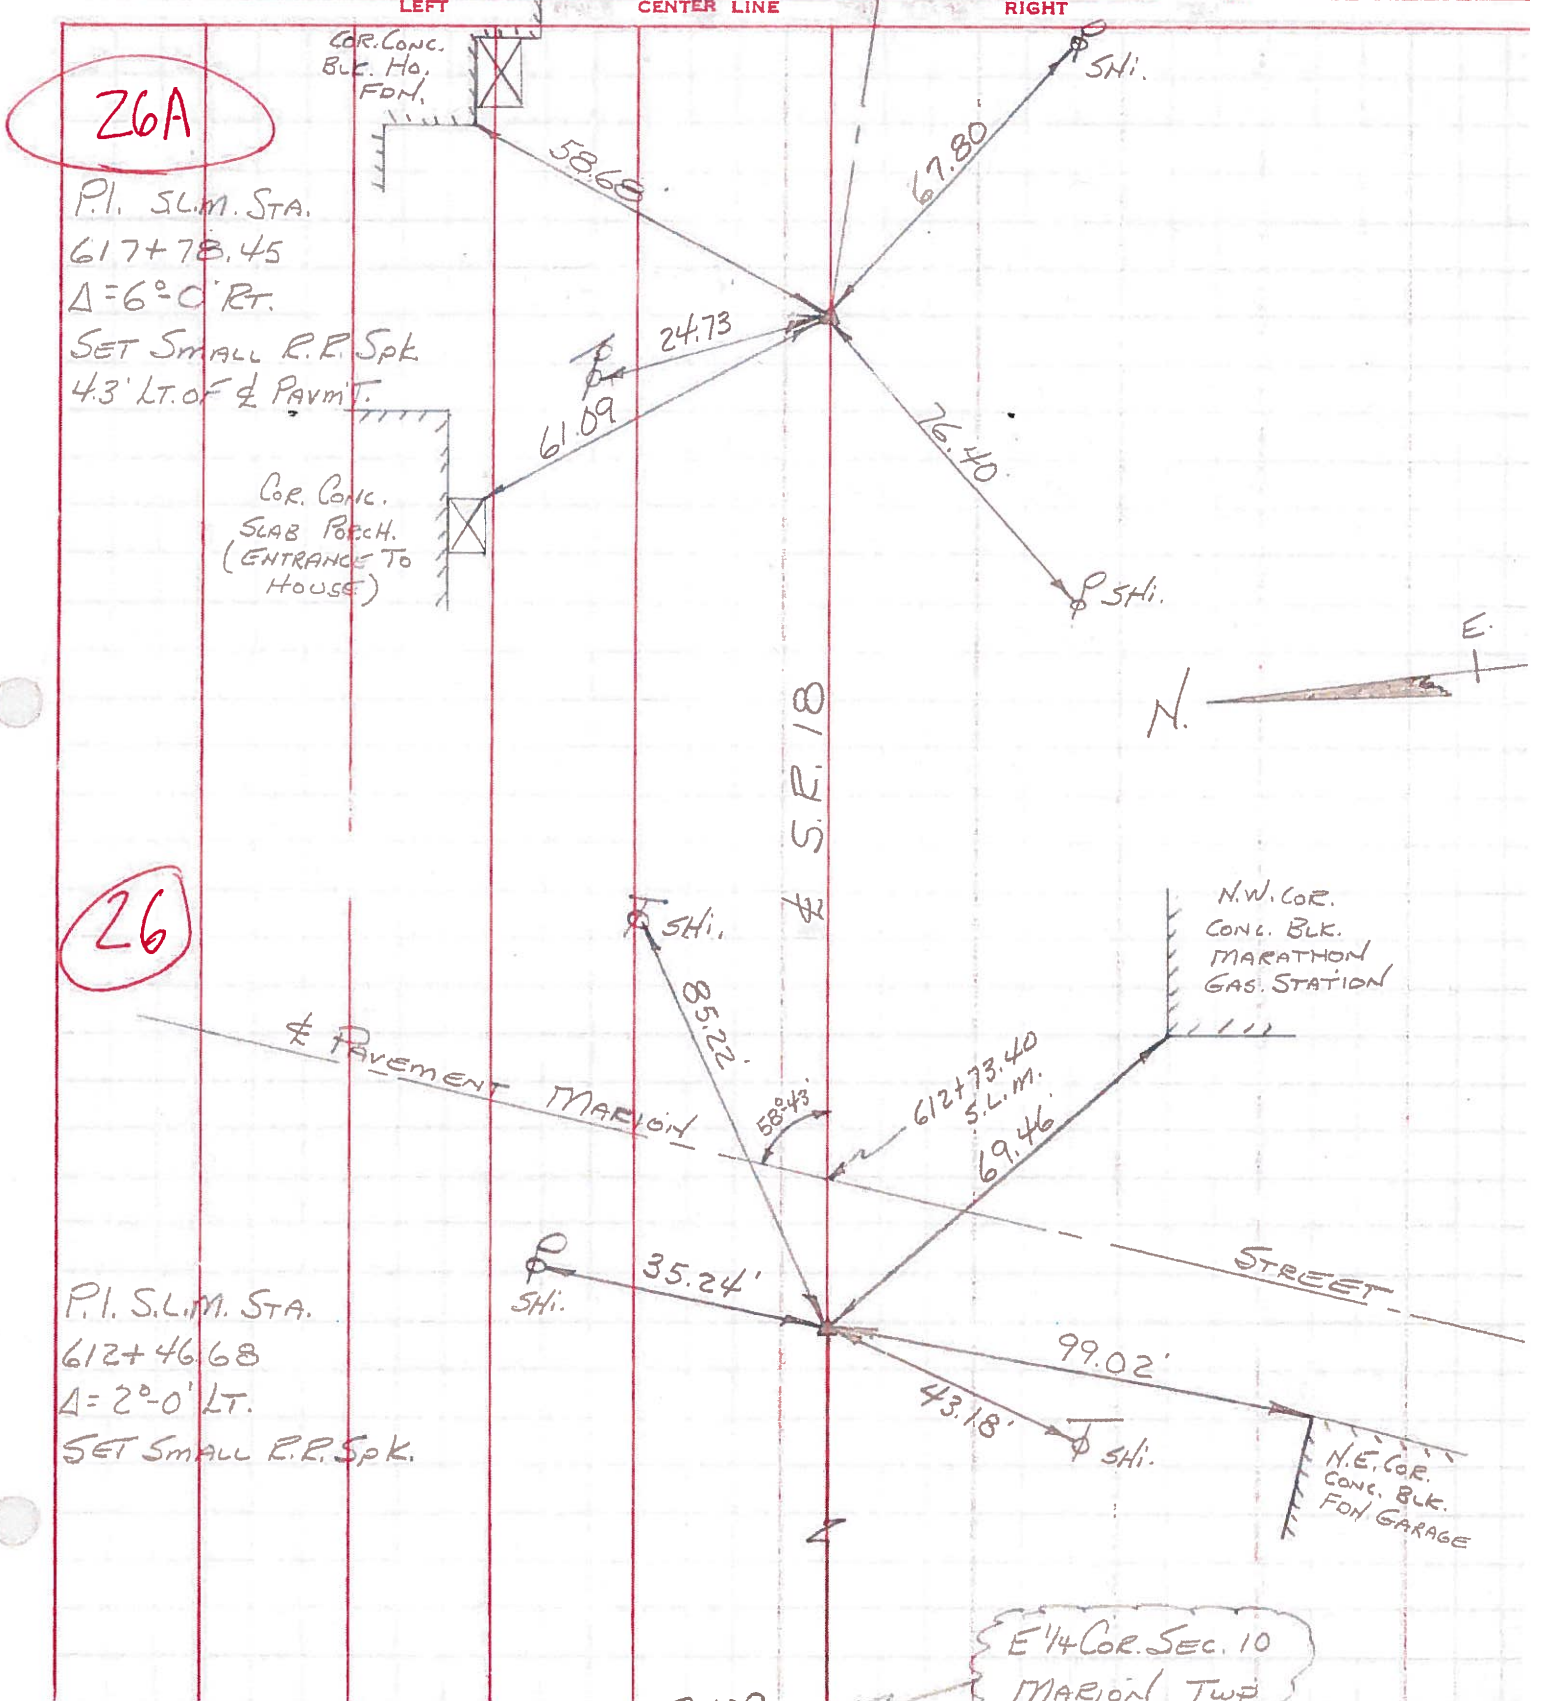 LEFT
CENTER LINE
RIGHT
COR. CONC.
BLK. HO.
FDN.
26A
P.I. S.L.M. STA.
617+78.45
Δ=6°-0' RT.
SET SMALL R.R. SPK
4.3' LT. OF ℄ PAVM'T.
58.68'
67.80'
SHI.
24.73
61.09
76.40'
SHI.
COR. CONC.
SLAB PORCH.
(ENTRANCE TO
HOUSE)
E.
N.
℄ S.R. 18
26
SHI.
85.22'
N.W. COR.
CONC. BLK.
MARATHON
GAS. STATION
℄ PAVEMENT MARION STREET
58°-43'
612+73.40
S.L.M.
69.46'
35.24'
SHI.
P.I. S.L.M. STA.
612+46.68
Δ=2°-0' LT.
SET SMALL R.R. SPK.
99.02'
43.18'
SHI.
N.E. COR.
CONC. BLK.
FDN GARAGE
E 1/4 COR. SEC. 10
MARION TWP